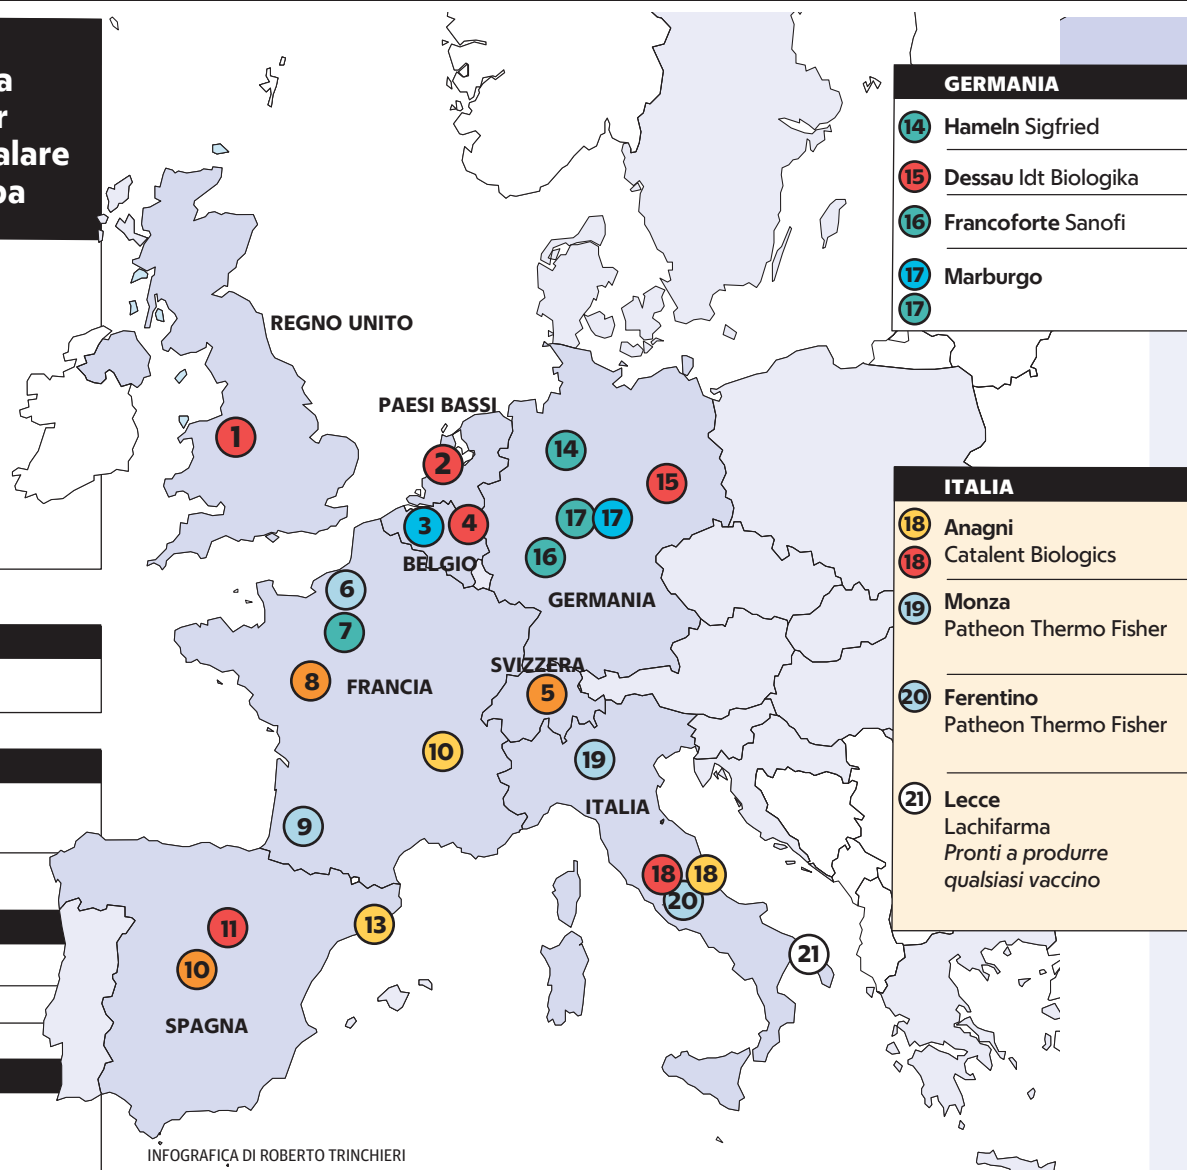 a
r
alare
pa
REGNO UNITO
PAESI BASSI
BELGIO
GERMANIA
SVIZZERA
FRANCIA
ITALIA
SPAGNA
1
2
3
4
5
6
7
8
9
10
10
11
13
14
15
16
17
17
18
18
19
20
21
GERMANIA
14 Hameln Sigfried
15 Dessau Idt Biologika
16 Francoforte Sanofi
17 Marburgo
17
ITALIA
18 Anagni
18 Catalent Biologics
19 Monza
Patheon Thermo Fisher
20 Ferentino
Patheon Thermo Fisher
21 Lecce
Lachifarma
Pronti a produrre
qualsiasi vaccino
INFOGRAFICA DI ROBERTO TRINCHIERI